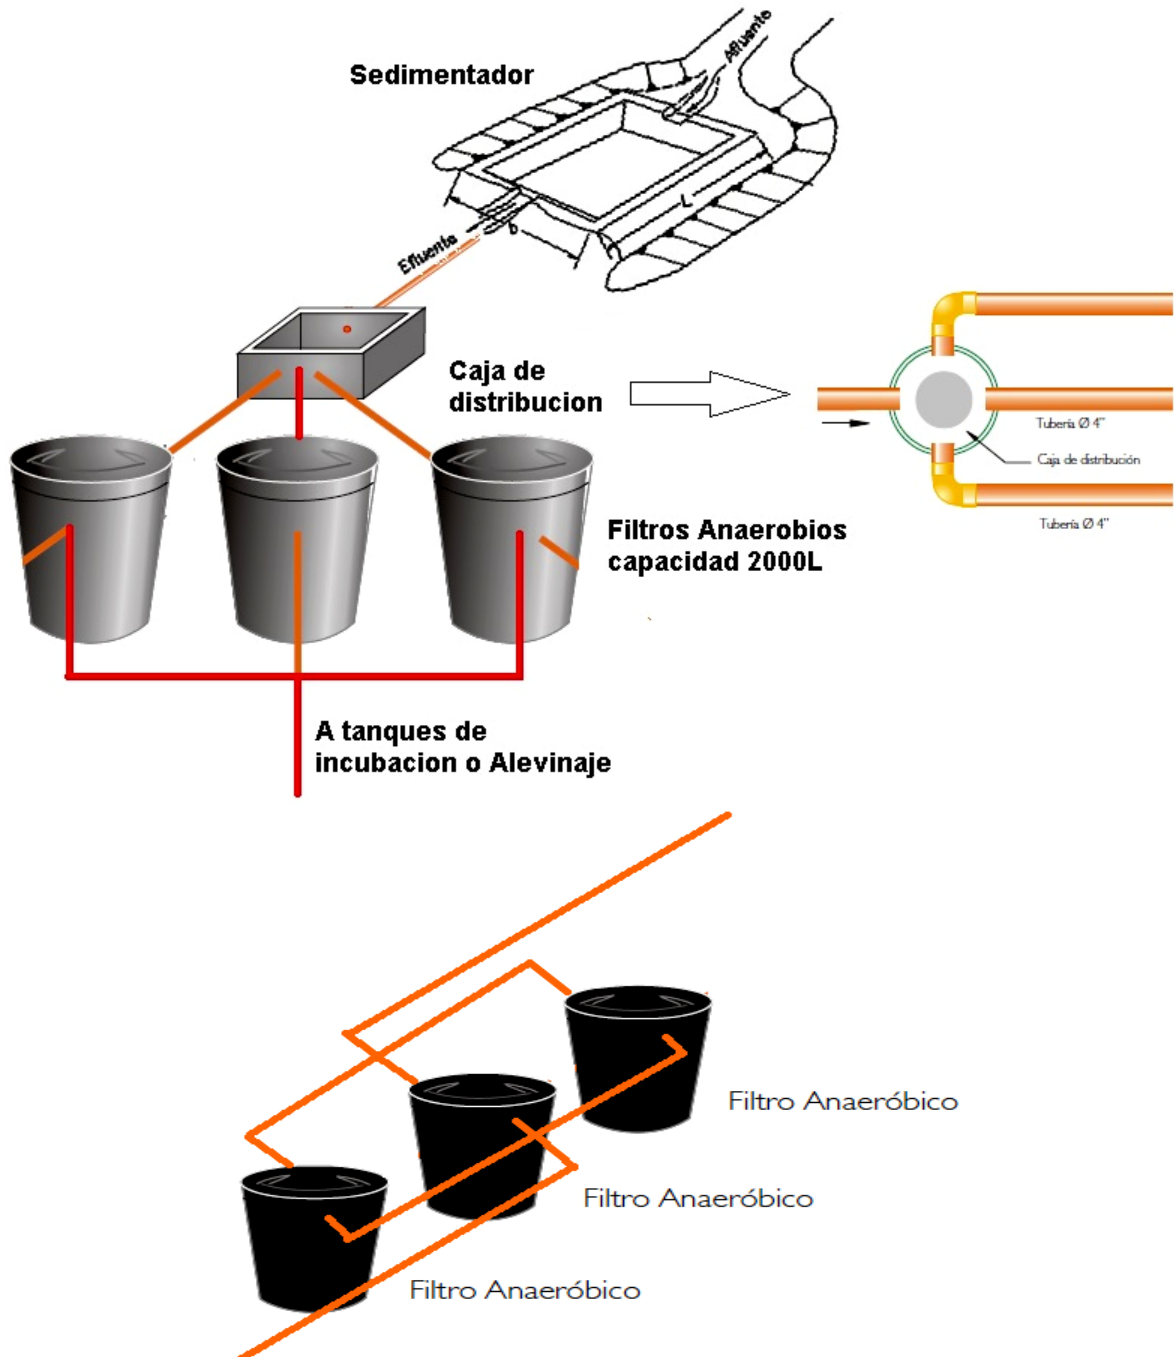 Sedimentador
Afluente
L
b
Efluente
Caja de
distribucion
Tubería Ø 4"
Caja de distribución
Tubería Ø 4"
Filtros Anaerobios
capacidad 2000L
A tanques de
incubacion o Alevinaje
Filtro Anaeróbico
Filtro Anaeróbico
Filtro Anaeróbico